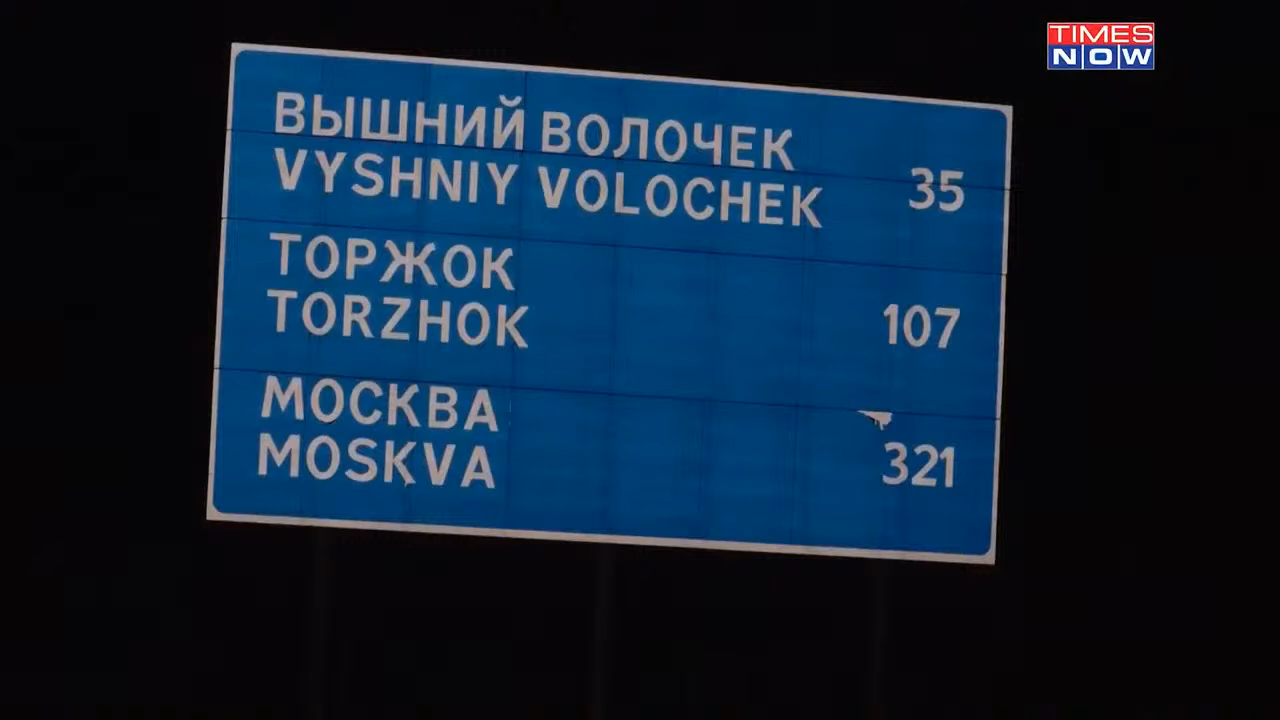 TIMES
NOW
ВЫШНИЙ ВОЛОЧЕК
VYSHNIY VOLOCHEK
35
ТОРЖОК
TORZHOK
107
МОСКВА
MOSKVA
321